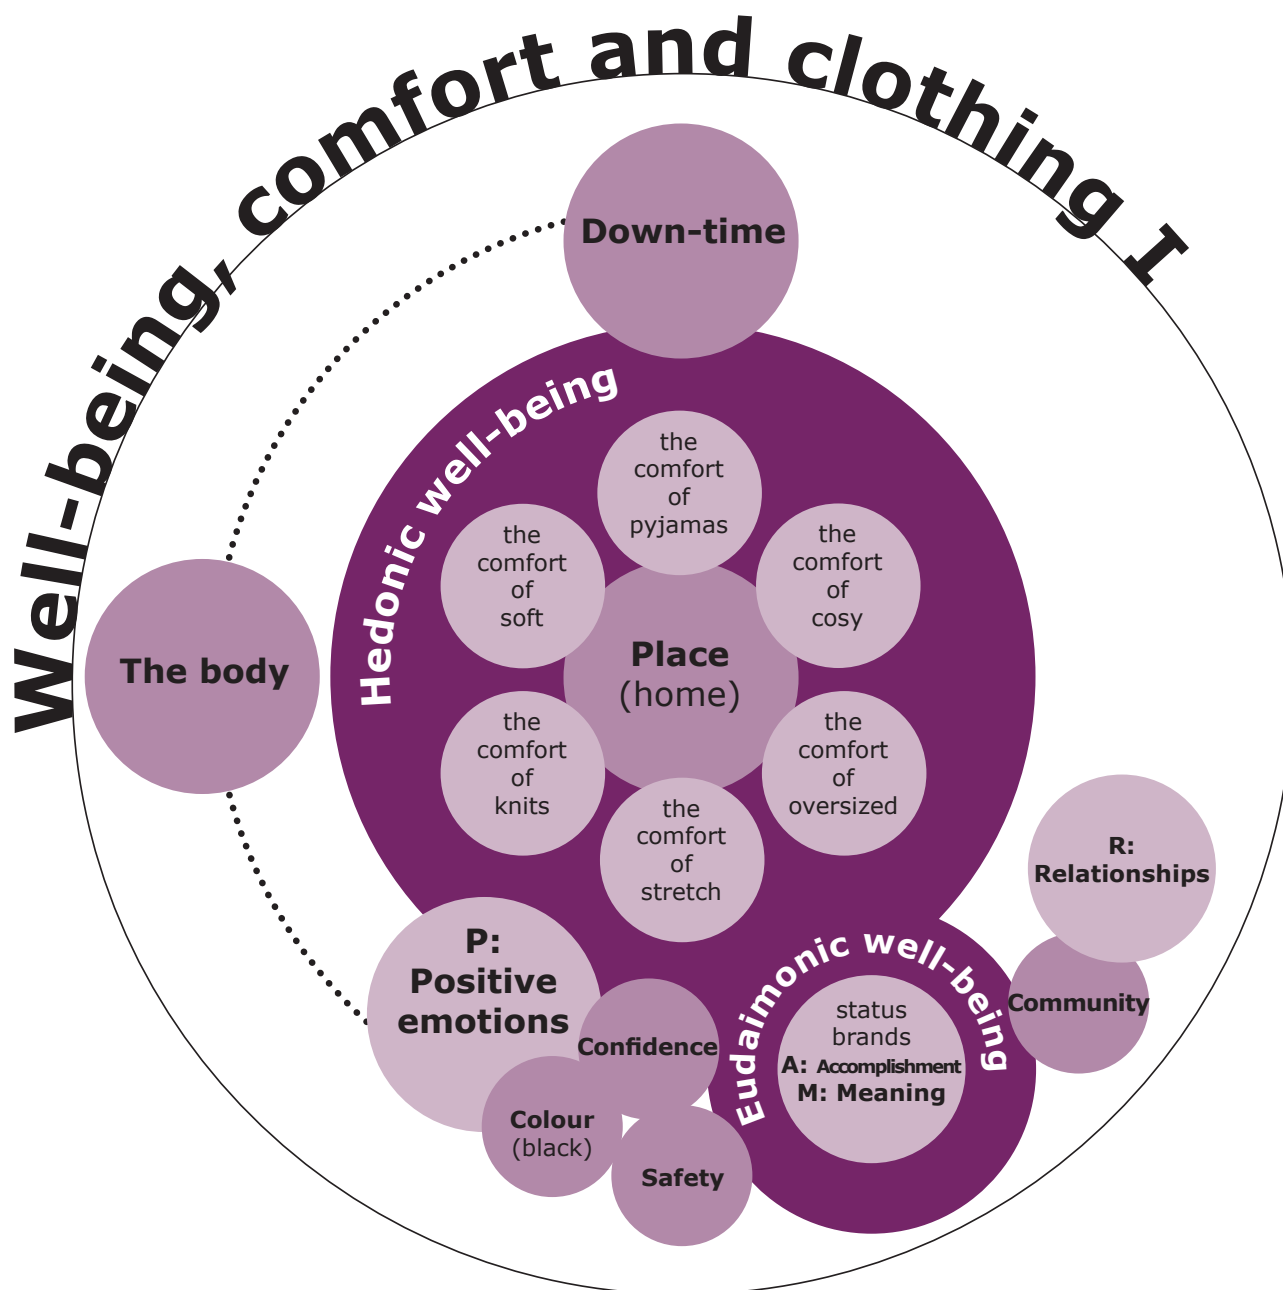 Well-being, comfort and clothing I
Down-time
Hedonic well-being
the
comfort
of
pyjamas
the
comfort
of
soft
the
comfort
of
cosy
The body
Place
(home)
the
comfort
of
knits
the
comfort
of
oversized
the
comfort
of
stretch
R:
Relationships
P:
Positive
emotions
Eudaimonic well-being
Community
status
brands
A: Accomplishment
M: Meaning
Confidence
Colour
(black)
Safety